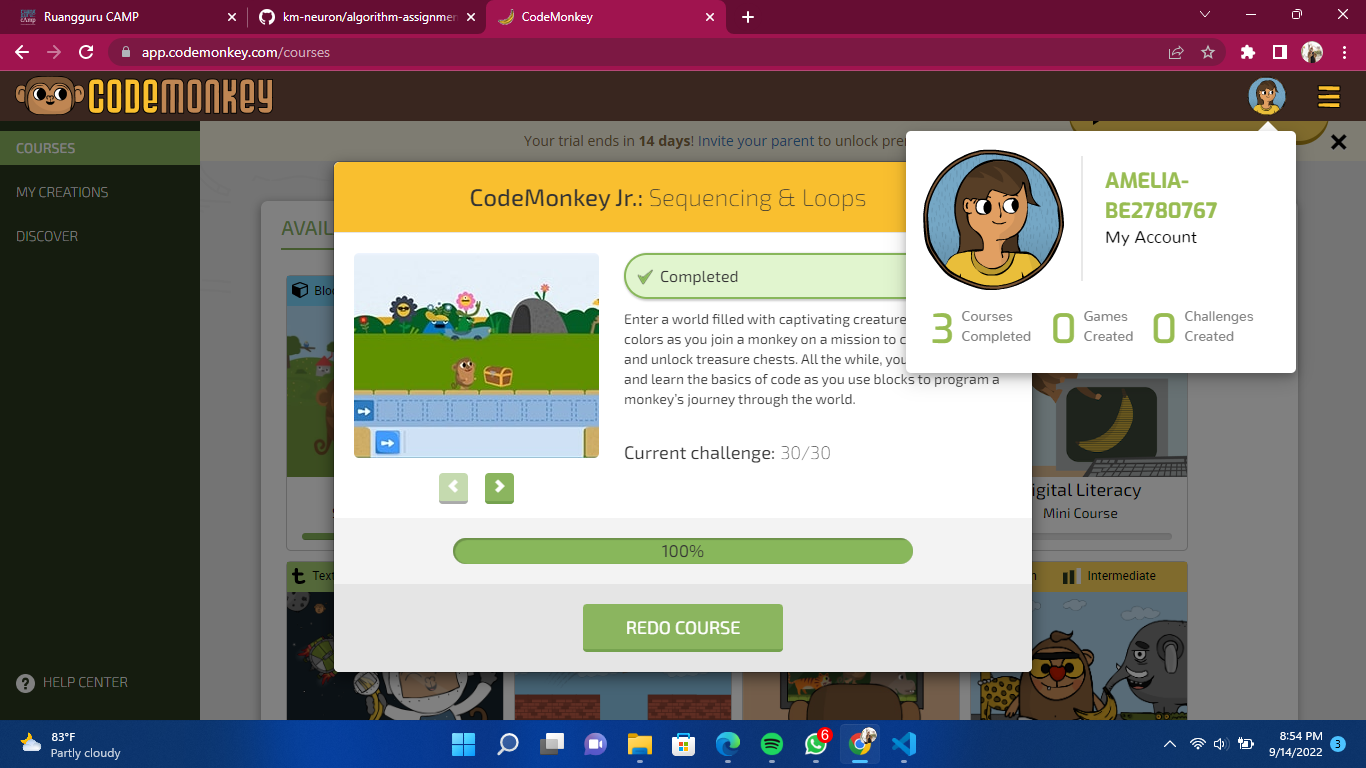 Ruangguru CAMP
km-neuron/algorithm-assignmen
CodeMonkey
app.codemonkey.com/courses
CODEMONKEY
COURSES
MY CREATIONS
DISCOVER
HELP CENTER
Your trial ends in 14 days! Invite your parent to unlock pre
AVAIL
Bloc
CodeMonkey Jr.: Sequencing & Loops
Completed
Enter a world filled with captivating creature
colors as you join a monkey on a mission to c
and unlock treasure chests. All the while, you
and learn the basics of code as you use blocks to program a
monkey's journey through the world.
Current challenge: 30/30
100%
REDO COURSE
AMELIA-
BE2780767
My Account
3 Courses Completed
0 Games Created
0 Challenges Created
igital Literacy
Mini Course
Text
Intermediate
83°F
Partly cloudy
6
8:54 PM
9/14/2022
3